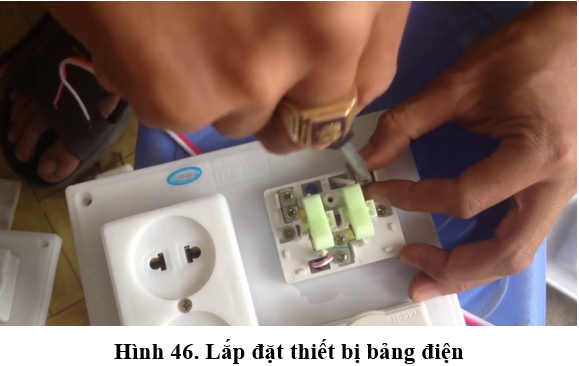 Hình 46. Lắp đặt thiết bị bảng điện